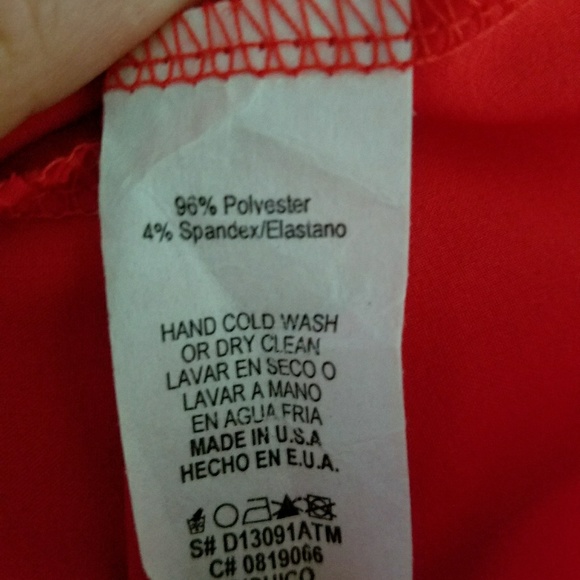 96% Polyester
4% Spandex/Elastano
HAND COLD WASH
OR DRY CLEAN
LAVAR EN SECO O
LAVAR A MANO
EN AGUA FRIA
MADE IN U.S.A
HECHO EN E.U.A.
S# D13091ATM
C# 0819066